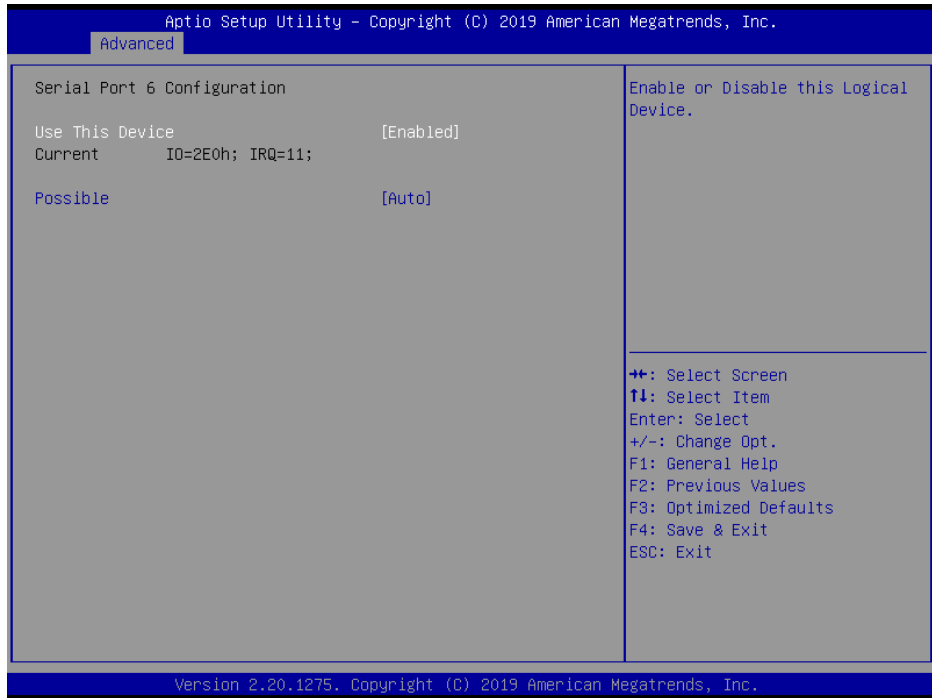 Aptio Setup Utility – Copyright (C) 2019 American Megatrends, Inc.
Advanced
Serial Port 6 Configuration
Use This Device [Enabled]
Current IO=2E0h; IRQ=11;
Possible [Auto]
Enable or Disable this Logical
Device.
→←: Select Screen
↑↓: Select Item
Enter: Select
+/-: Change Opt.
F1: General Help
F2: Previous Values
F3: Optimized Defaults
F4: Save & Exit
ESC: Exit
Version 2.20.1275. Copyright (C) 2019 American Megatrends, Inc.